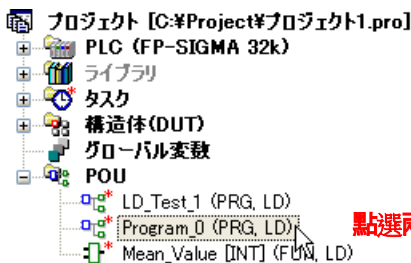 プロジェクト [C:¥Project¥プロジェクト1.pro]
PLC (FP-SIGMA 32k)
ライブラリ
タスク
構造体(DUT)
グローバル変数
POU
LD_Test_1 (PRG, LD)
Program_0 (PRG, LD)
點選
Mean_Value [INT] (FUN, LD)